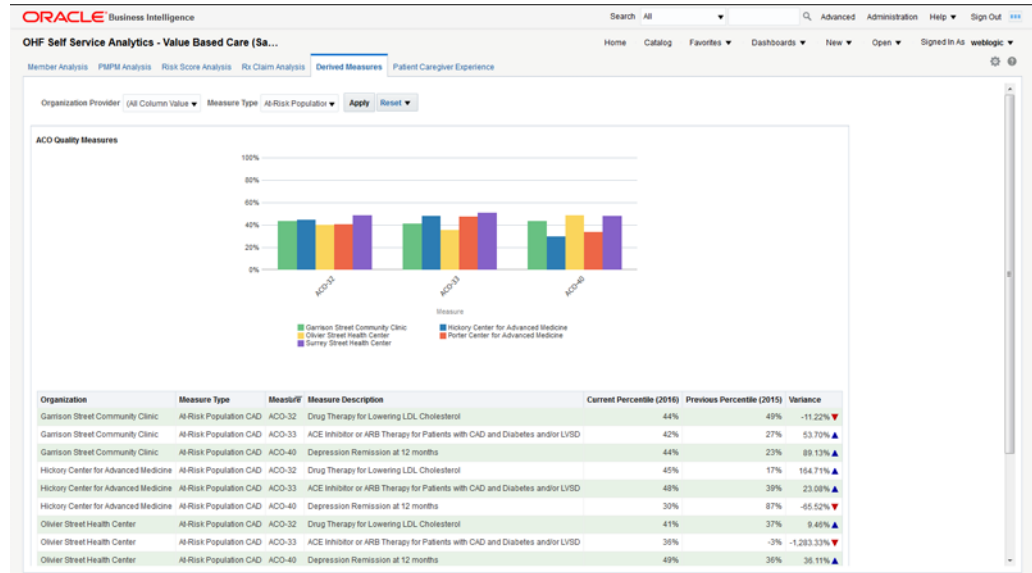 ORACLE Business Intelligence Search All Advanced Administration Help Sign Out
OHF Self Service Analytics - Value Based Care (Sa... Home Catalog Favorites Dashboards New Open Signed In As weblogic
Member Analysis PMPM Analysis Risk Score Analysis Rx Claim Analysis Derived Measures Patient Caregiver Experience
Organization Provider (All Column Value Measure Type At-Risk Population Apply Reset
ACO Quality Measures
100%
80%
60%
40%
20%
0%
ACO-32 ACO-33 ACO-40
Measure
Garrison Street Community Clinic Hickory Center for Advanced Medicine
Olivier Street Health Center Porter Center for Advanced Medicine
Surrey Street Health Center
Organization Measure Type Measure Measure Description Current Percentile (2016) Previous Percentile (2015) Variance
Garrison Street Community Clinic At-Risk Population CAD ACO-32 Drug Therapy for Lowering LDL Cholesterol 44% 49% -11.22%
Garrison Street Community Clinic At-Risk Population CAD ACO-33 ACE Inhibitor or ARB Therapy for Patients with CAD and Diabetes and/or LVSD 42% 27% 53.70%
Garrison Street Community Clinic At-Risk Population CAD ACO-40 Depression Remission at 12 months 44% 23% 89.13%
Hickory Center for Advanced Medicine At-Risk Population CAD ACO-32 Drug Therapy for Lowering LDL Cholesterol 45% 17% 164.71%
Hickory Center for Advanced Medicine At-Risk Population CAD ACO-33 ACE Inhibitor or ARB Therapy for Patients with CAD and Diabetes and/or LVSD 48% 39% 23.08%
Hickory Center for Advanced Medicine At-Risk Population CAD ACO-40 Depression Remission at 12 months 30% 87% -65.52%
Olivier Street Health Center At-Risk Population CAD ACO-32 Drug Therapy for Lowering LDL Cholesterol 41% 37% 9.46%
Olivier Street Health Center At-Risk Population CAD ACO-33 ACE Inhibitor or ARB Therapy for Patients with CAD and Diabetes and/or LVSD 36% -3% -1,283.33%
Olivier Street Health Center At-Risk Population CAD ACO-40 Depression Remission at 12 months 49% 36% 36.11%